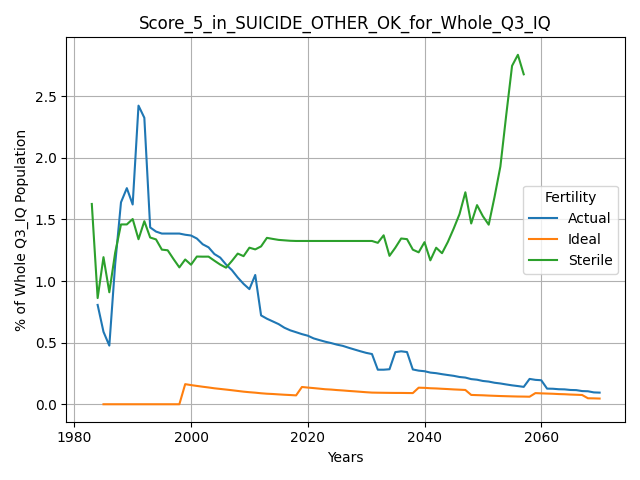 Score_5_in_SUICIDE_OTHER_OK_for_Whole_Q3_IQ
% of Whole Q3_IQ Population
2.5
2.0
1.5
1.0
0.5
0.0
Fertility
Actual
Ideal
Sterile
1980
2000
2020
2040
2060
Years